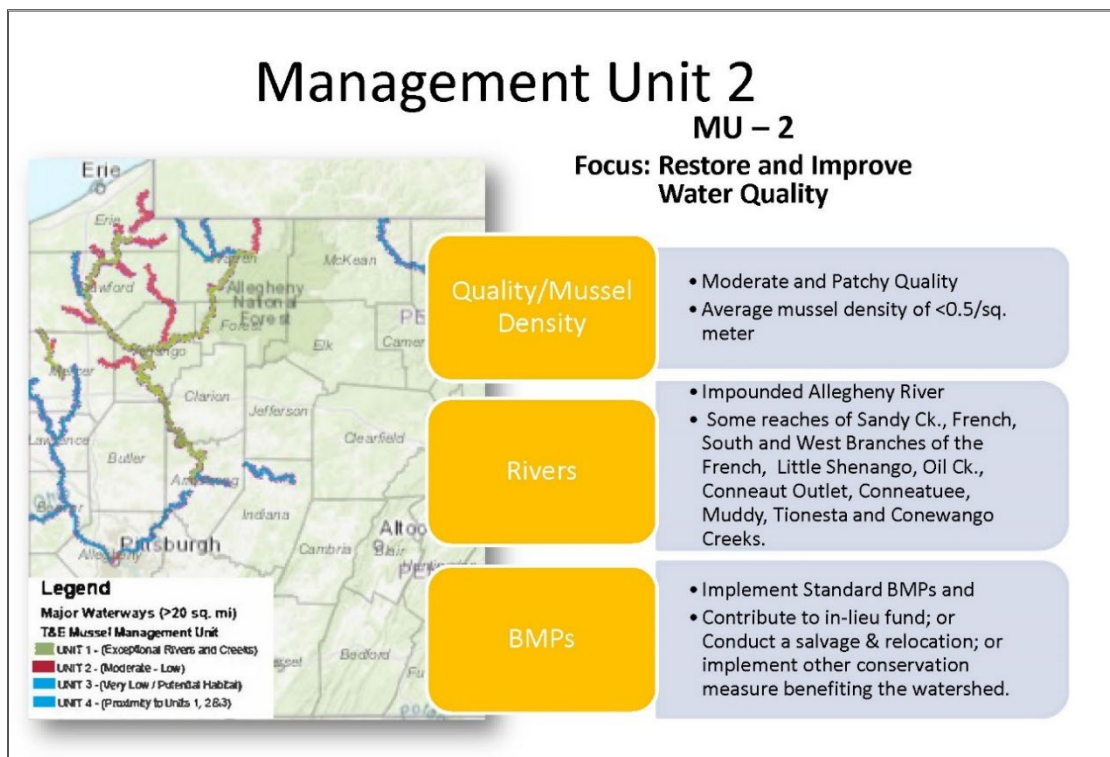 Management Unit 2
MU – 2
Focus: Restore and Improve
Water Quality
Erie
Erie
Warren
McKean
Crawford
Allegheny
National
Forest
Forest
Elk
Camer
Venango
Mercer
Clarion
Jefferson
Clearfield
Lawrence
Butler
Armstrong
Indiana
Beaver
Pittsburgh
Allegheny
Cambria
Altoo
Blair
Huntington
Bedford
Fu
Legend
Major Waterways (>20 sq. mi)
T&E Mussel Management Unit
UNIT 1 - (Exceptional Rivers and Creeks)
UNIT 2 - (Moderate - Low)
UNIT 3 - (Very Low / Potential Habitat)
UNIT 4 - (Proximity to Units 1, 2&3)
Quality/Mussel
Density
• Moderate and Patchy Quality
• Average mussel density of <0.5/sq.
meter
Rivers
• Impounded Allegheny River
• Some reaches of Sandy Ck., French,
South and West Branches of the
French, Little Shenango, Oil Ck.,
Conneaut Outlet, Conneatuee,
Muddy, Tionesta and Conewango
Creeks.
BMPs
• Implement Standard BMPs and
• Contribute to in-lieu fund; or
Conduct a salvage & relocation; or
implement other conservation
measure benefiting the watershed.